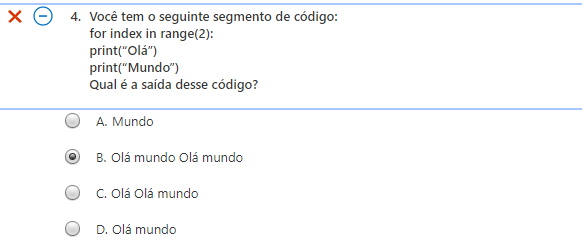 4. Você tem o seguinte segmento de código:
for index in range(2):
print(“Olá”)
print(“Mundo”)
Qual é a saída desse código?
A. Mundo
B. Olá mundo Olá mundo
C. Olá Olá mundo
D. Olá mundo